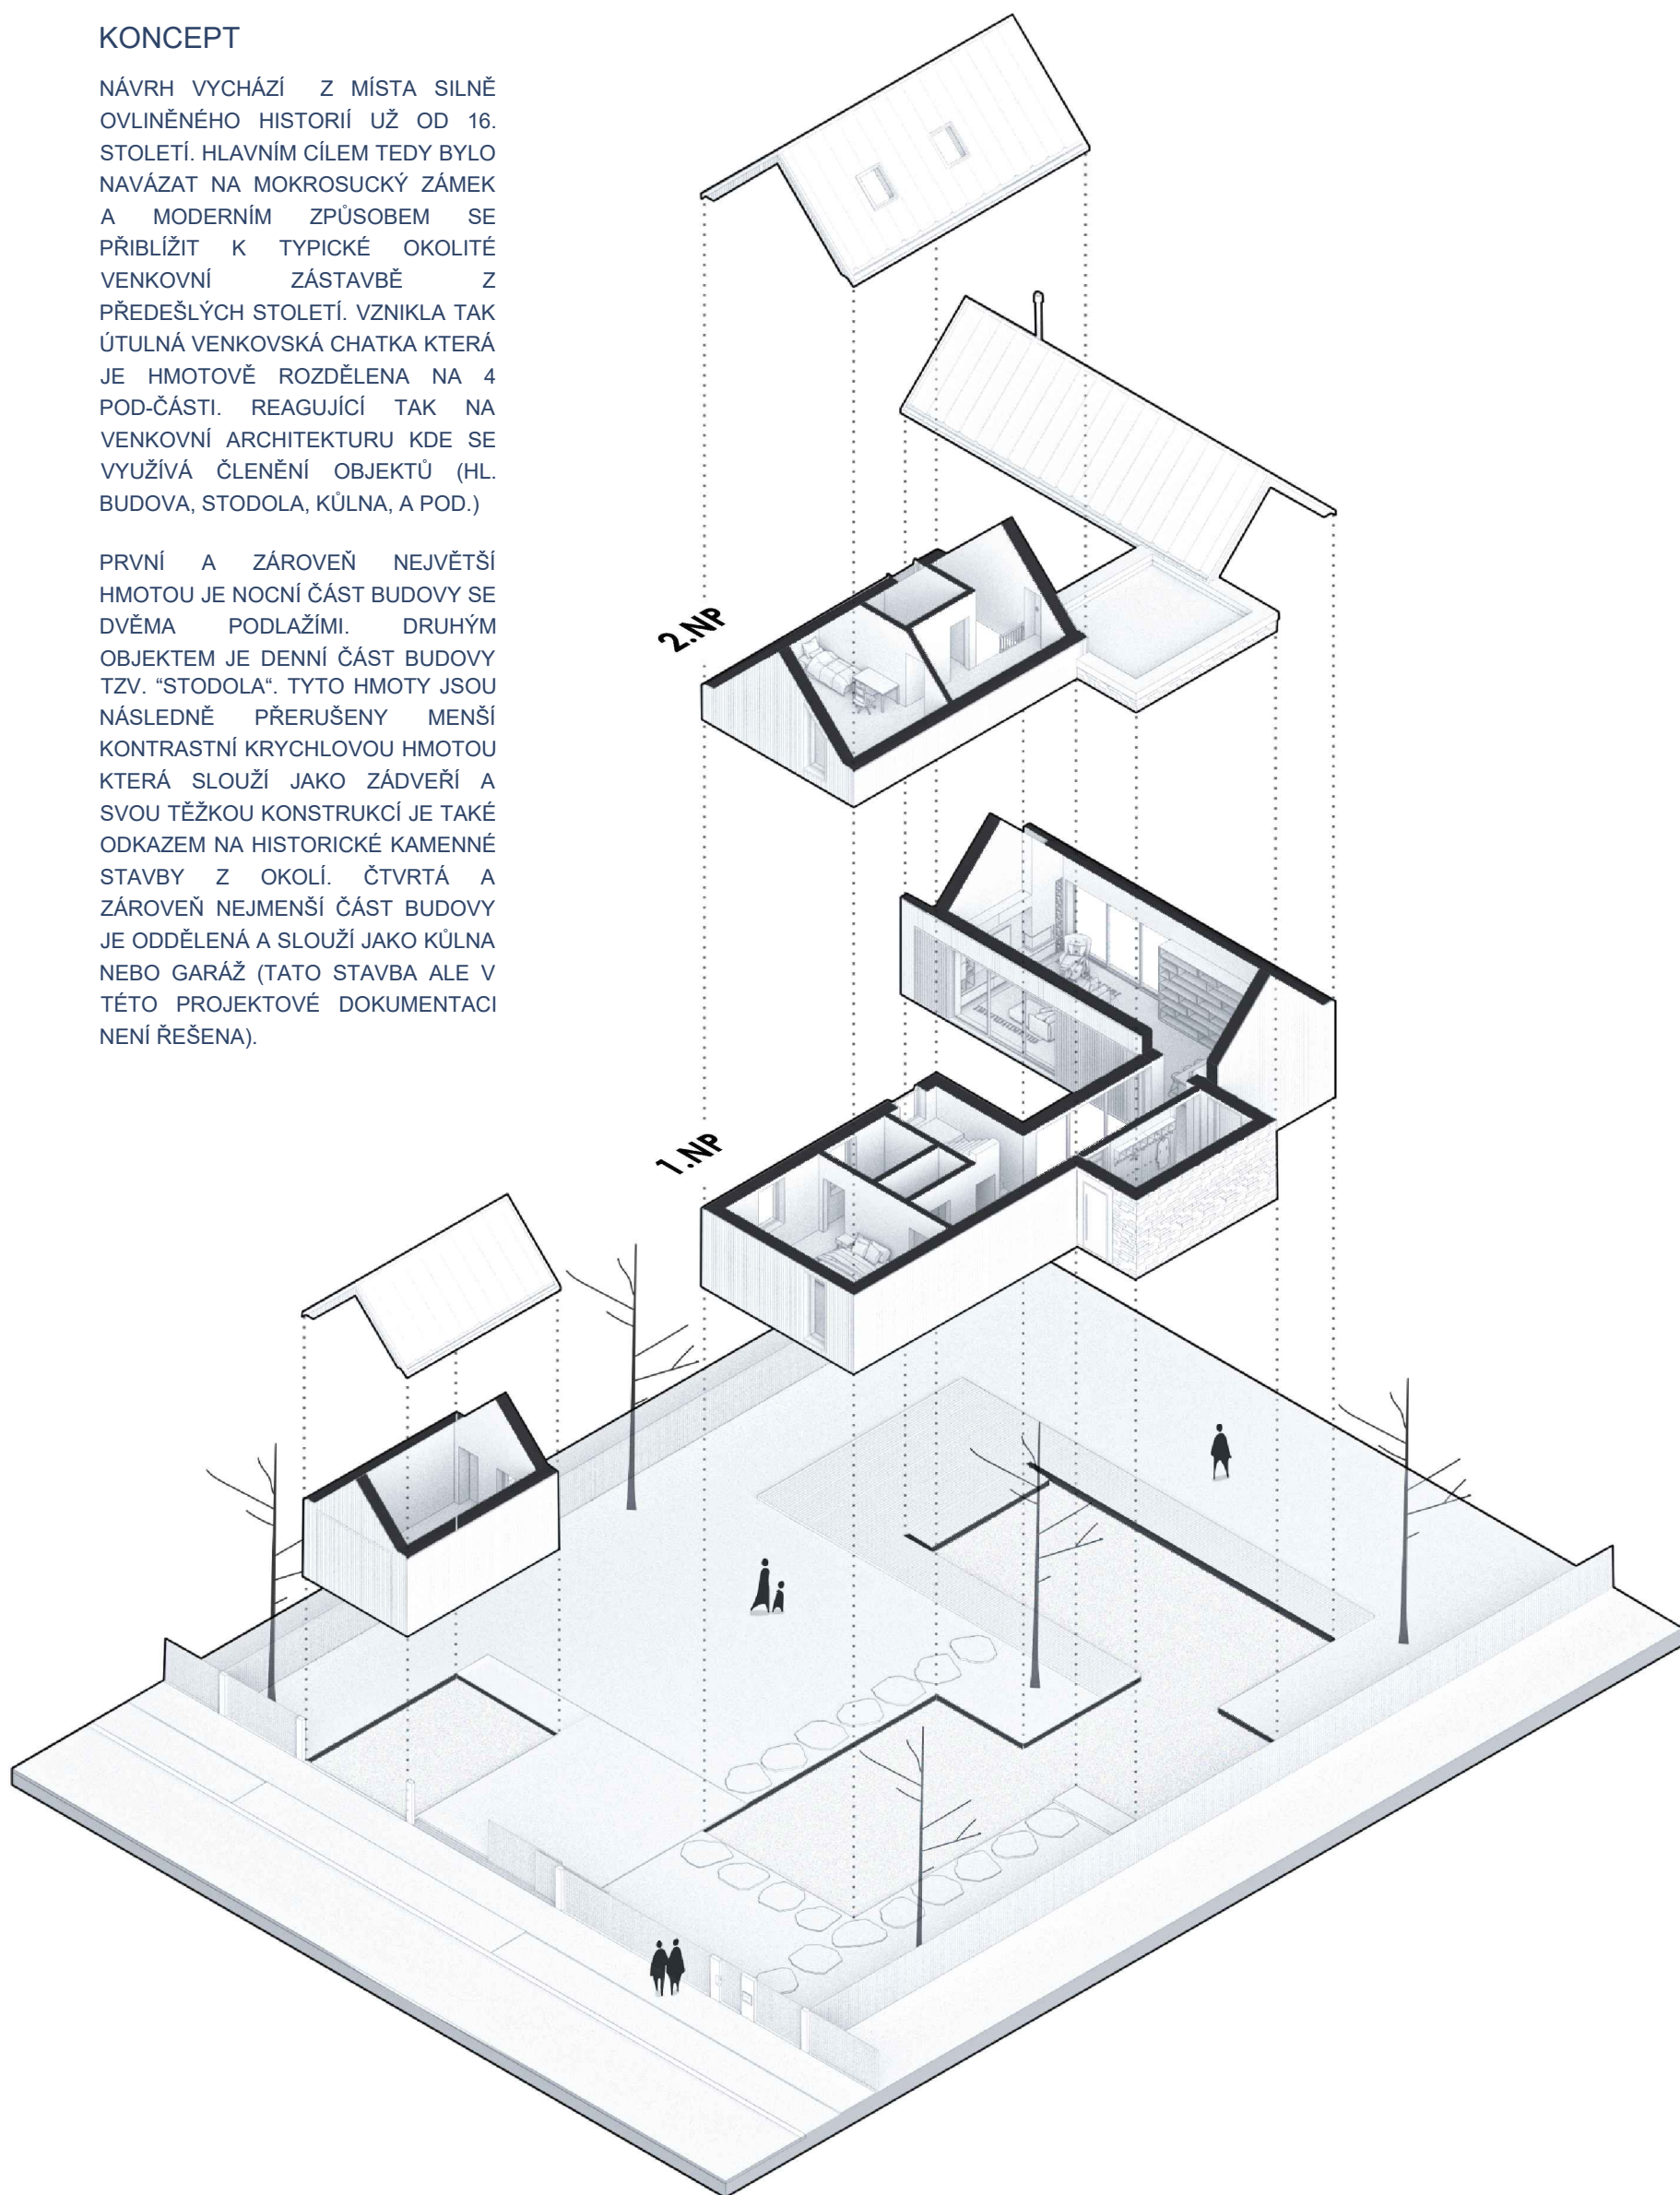 KONCEPT
NÁVRH VYCHÁZÍ Z MÍSTA SILNĚ
OVLINĚNÉHO HISTORIÍ UŽ OD 16.
STOLETÍ. HLAVNÍM CÍLEM TEDY BYLO
NAVÁZAT NA MOKROSUCKÝ ZÁMEK
A MODERNÍM ZPŮSOBEM SE
PŘIBLÍŽIT K TYPICKÉ OKOLITÉ
VENKOVNÍ ZÁSTAVBĚ Z
PŘEDEŠLÝCH STOLETÍ. VZNIKLA TAK
ÚTULNÁ VENKOVSKÁ CHATKA KTERÁ
JE HMOTOVĚ ROZDĚLENA NA 4
POD-ČÁSTI. REAGUJÍCÍ TAK NA
VENKOVNÍ ARCHITEKTURU KDE SE
VYUŽÍVÁ ČLENĚNÍ OBJEKTŮ (HL.
BUDOVA, STODOLA, KŮLNA, A POD.)
PRVNÍ A ZÁROVEŇ NEJVĚTŠÍ
HMOTOU JE NOCNÍ ČÁST BUDOVY SE
DVĚMA PODLAŽÍMI. DRUHÝM
OBJEKTEM JE DENNÍ ČÁST BUDOVY
TZV. “STODOLA“. TYTO HMOTY JSOU
NÁSLEDNĚ PŘERUŠENY MENŠÍ
KONTRASTNÍ KRYCHLOVOU HMOTOU
KTERÁ SLOUŽÍ JAKO ZÁDVEŘÍ A
SVOU TĚŽKOU KONSTRUKCÍ JE TAKÉ
ODKAZEM NA HISTORICKÉ KAMENNÉ
STAVBY Z OKOLÍ. ČTVRTÁ A
ZÁROVEŇ NEJMENŠÍ ČÁST BUDOVY
JE ODDĚLENÁ A SLOUŽÍ JAKO KŮLNA
NEBO GARÁŽ (TATO STAVBA ALE V
TÉTO PROJEKTOVÉ DOKUMENTACI
NENÍ ŘEŠENA).
2.NP
1.NP